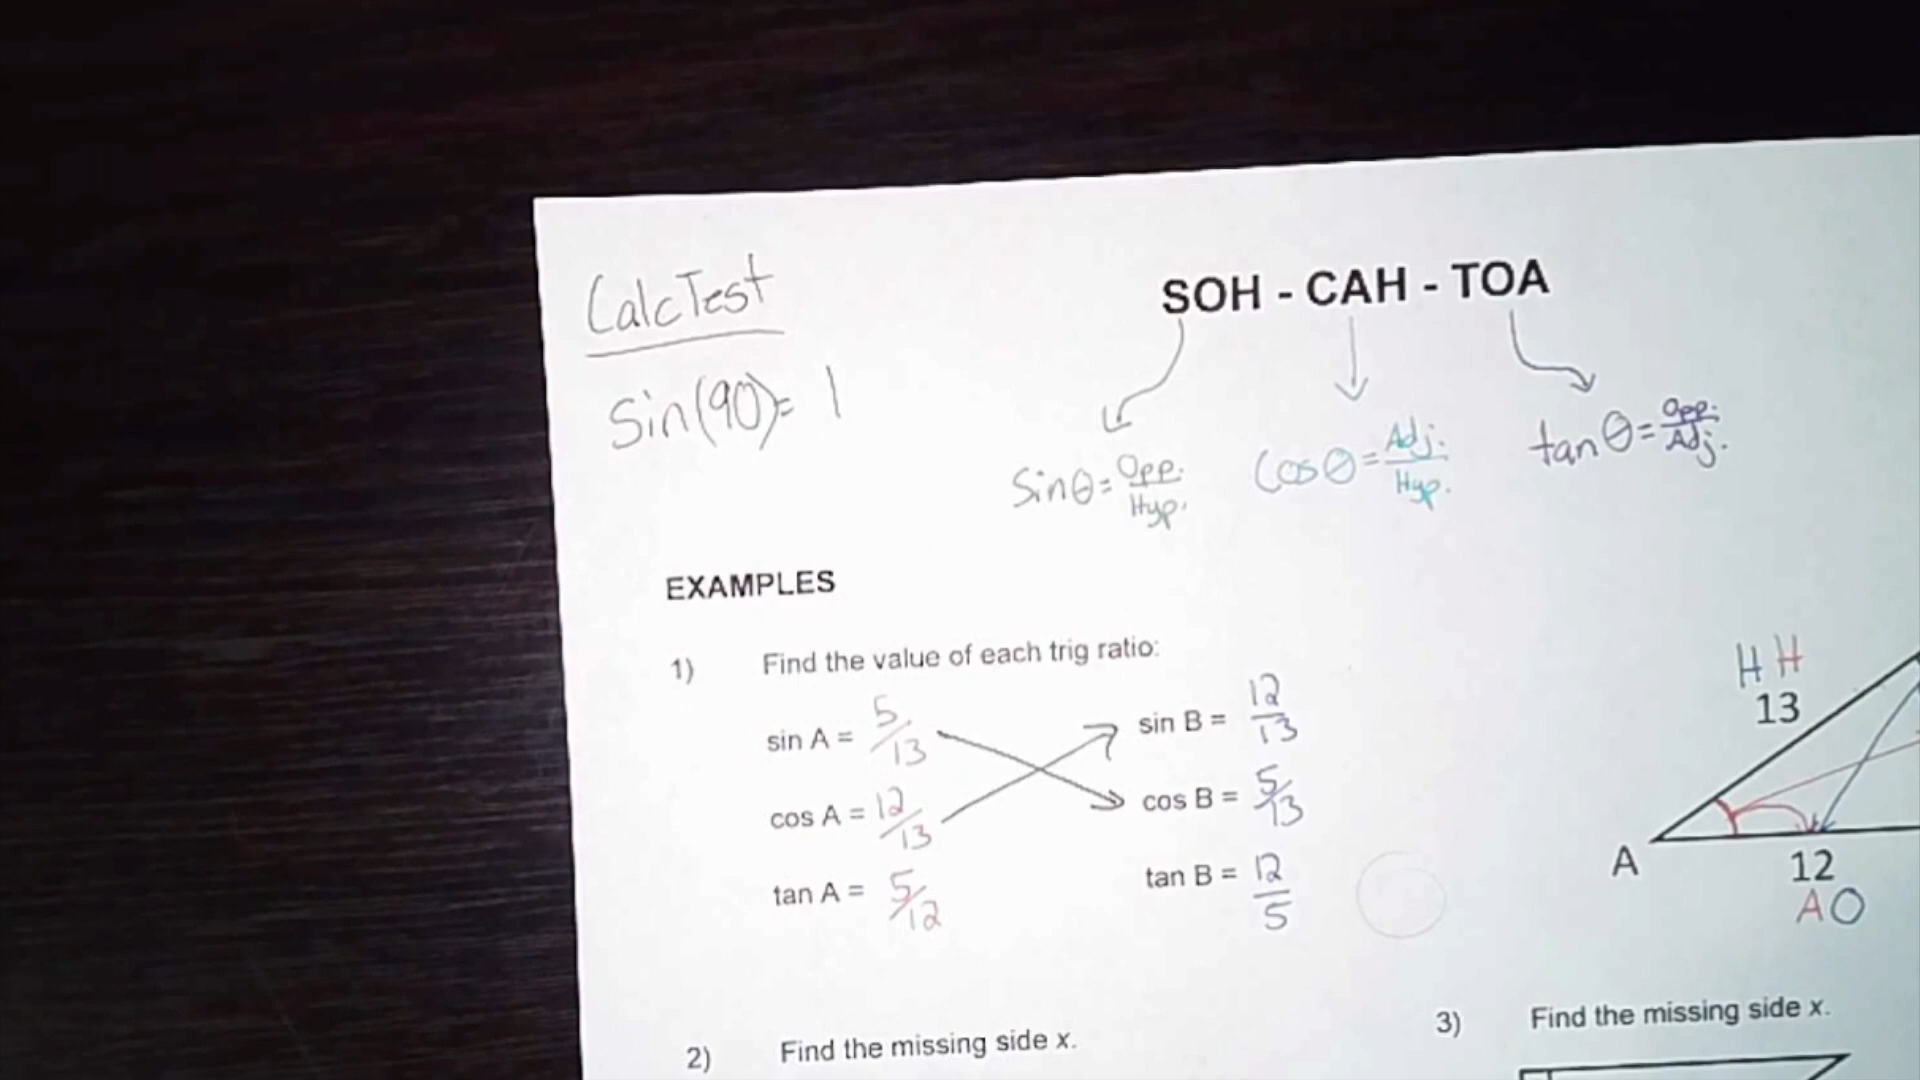 CalcTest
SOH - CAH - TOA
Sin(90)= 1
Sinθ= Opp. / Hyp.
Cosθ= Adj. / Hyp.
tanθ= Opp. / Adj.
EXAMPLES
1) Find the value of each trig ratio:
sin A = 5/13
sin B = 12/13
cos A = 12/13
cos B = 5/13
tan A = 5/12
tan B = 12/5
H H
13
A
12
A O
2) Find the missing side x.
3) Find the missing side x.